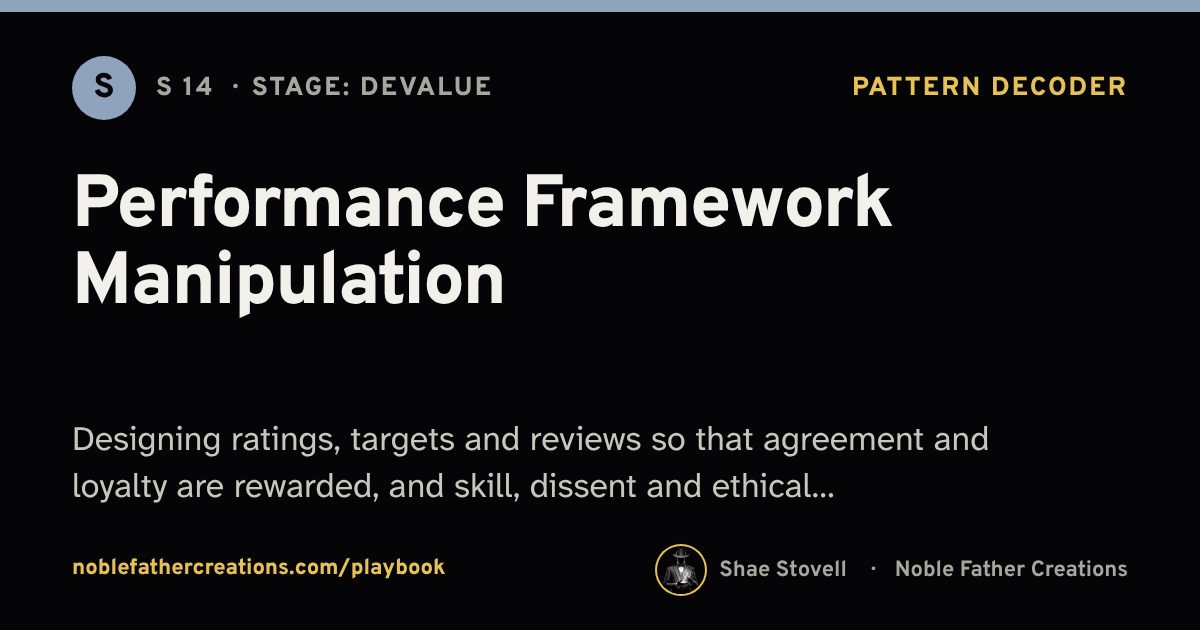 S
S 14 · STAGE: DEVALUE
PATTERN DECODER
Performance Framework
Manipulation
Designing ratings, targets and reviews so that agreement and
loyalty are rewarded, and skill, dissent and ethical...
noblefathercreations.com/playbook
Shae Stovell · Noble Father Creations